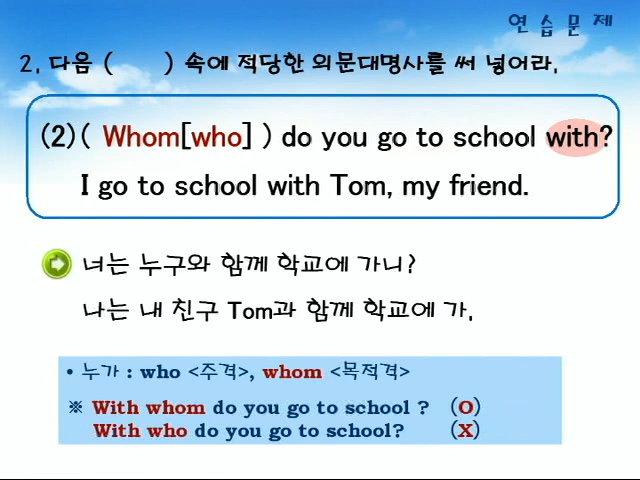 연 습 문 제
2. 다음 (      ) 속에 적당한 의문대명사를 써 넣어라.
(2)( Whom[who] ) do you go to school with?
I go to school with Tom, my friend.
너는 누구와 함께 학교에 가니?
나는 내 친구 Tom과 함께 학교에 가.
• 누가 : who <주격>, whom <목적격>
※ With whom do you go to school ? (O)
With who do you go to school? (X)